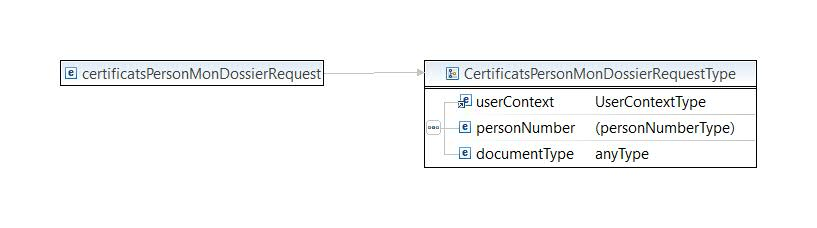 certificatsPersonMonDossierRequest
CertificatsPersonMonDossierRequestType
userContext UserContextType
personNumber (personNumberType)
documentType anyType